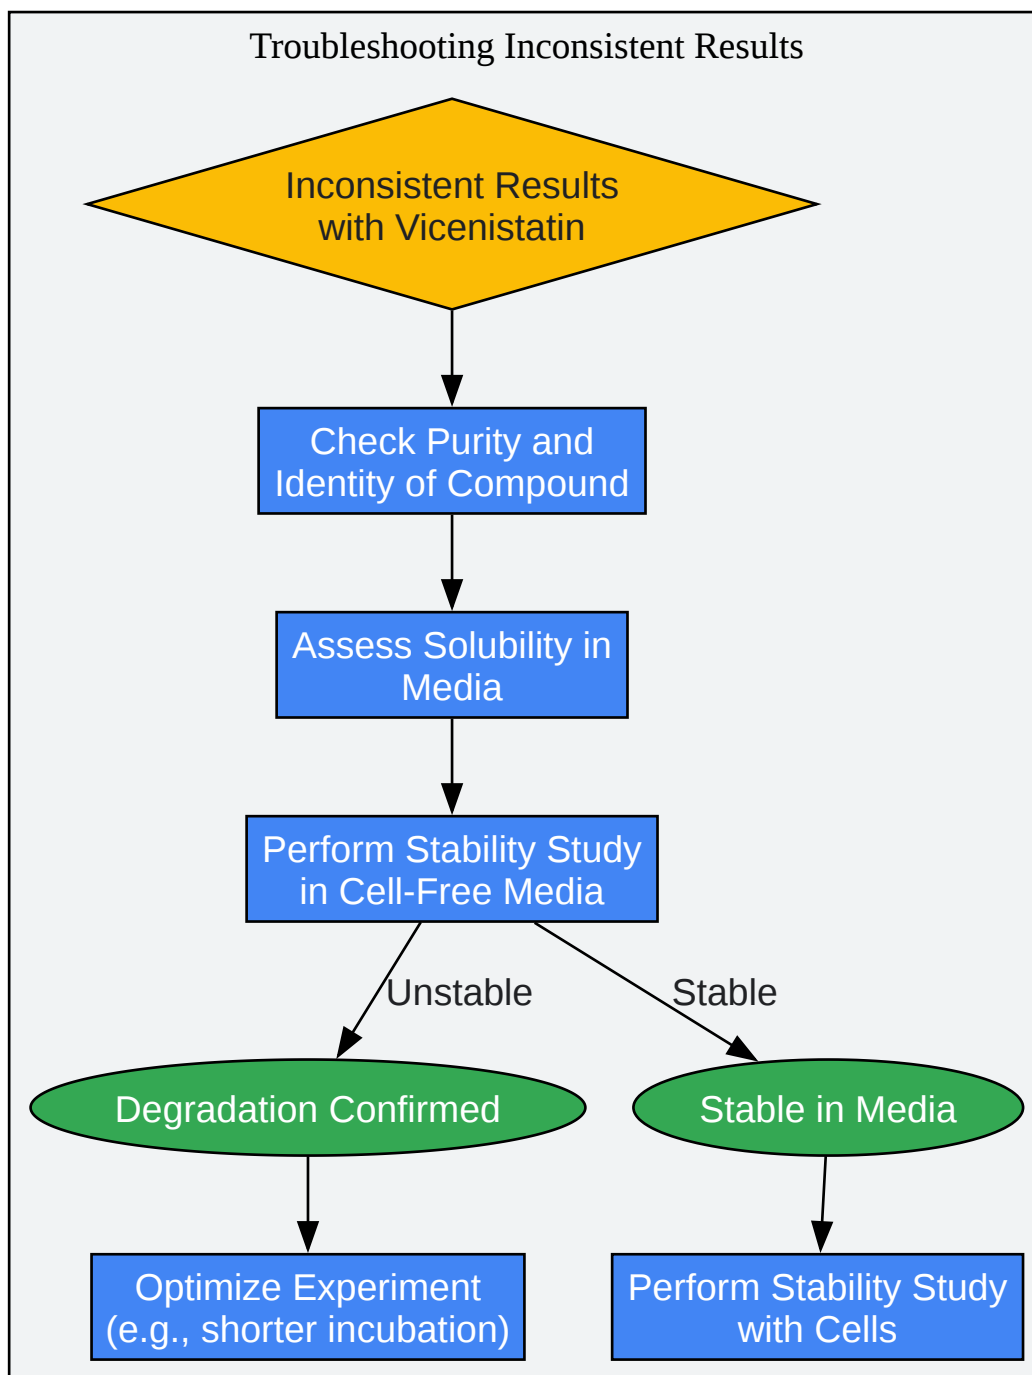 Troubleshooting Inconsistent Results
Inconsistent Results
with Vicenistatin
Check Purity and
Identity of Compound
Assess Solubility in
Media
Perform Stability Study
in Cell-Free Media
Unstable
Stable
Degradation Confirmed
Stable in Media
Optimize Experiment
(e.g., shorter incubation)
Perform Stability Study
with Cells